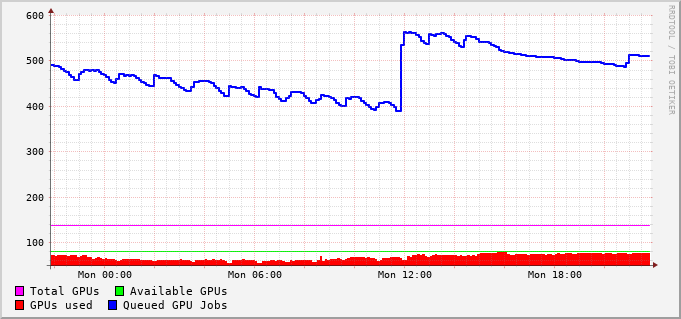 600
500
400
300
200
100
Mon 00:00 Mon 06:00 Mon 12:00 Mon 18:00
Total GPUs Available GPUs
GPUs used Queued GPU Jobs
RRDTOOL / TOBI OETIKER